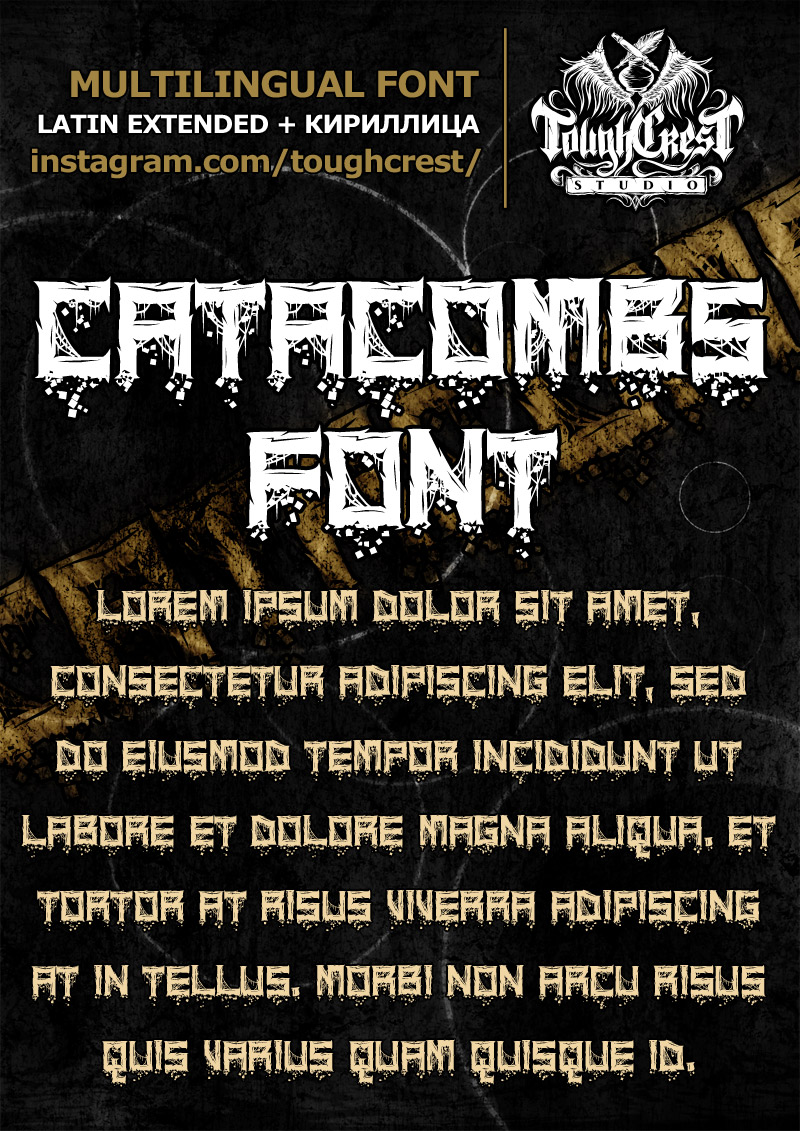 MULTILINGUAL FONT
LATIN EXTENDED + КИРИЛЛИЦА
instagram.com/toughcrest/
ToughCresT
STUDIO
CATACOMBS
FONT
LOREM IPSUM DOLOR SIT AMET,
CONSECTETUR ADIPISCING ELIT, SED
DO EIUSMOD TEMPOR INCIDIDUNT UT
LABORE ET DOLORE MAGNA ALIQUA. ET
TORTOR AT RISUS VIVERRA ADIPISCING
AT IN TELLUS. MORBI NON ARCU RISUS
QUIS VARIUS QUAM QUISQUE ID.